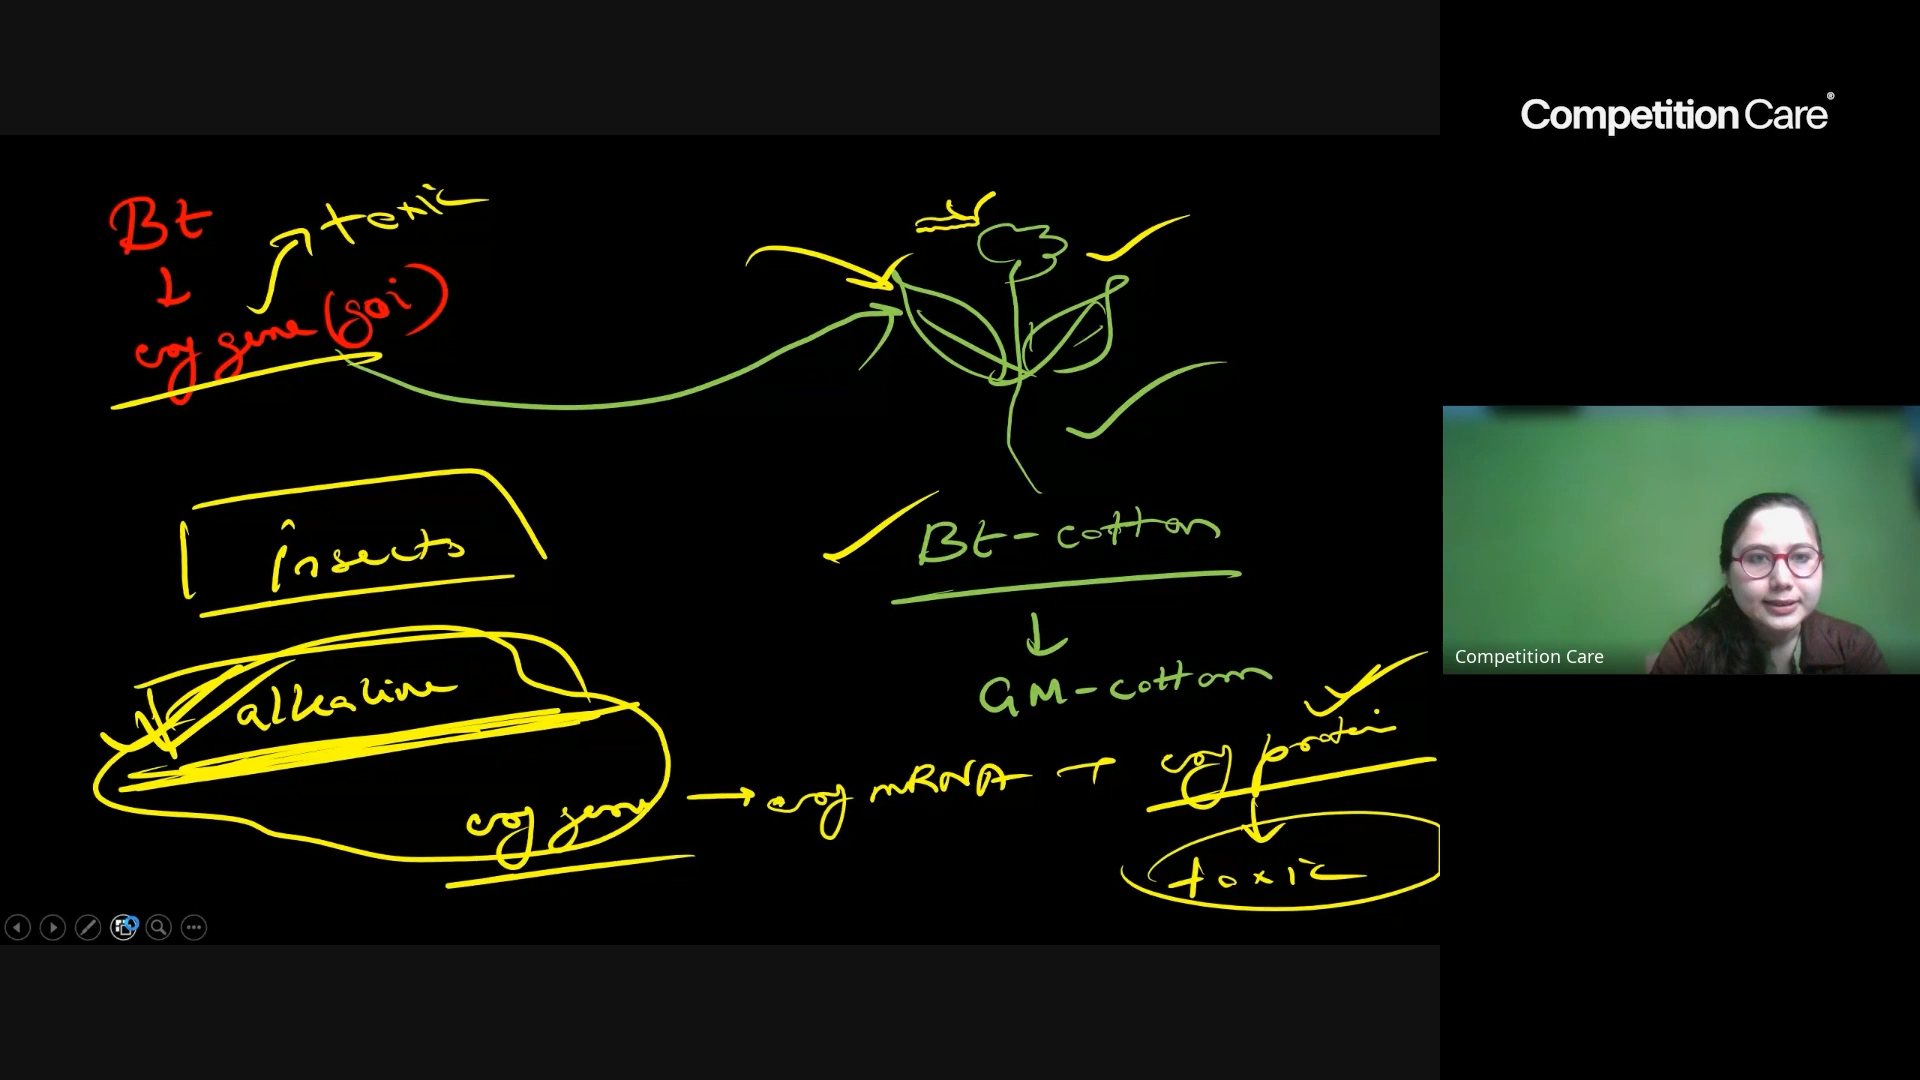 Competition Care®
Bt
toxic
↓
cry gene (goi)
insects
Bt-cotton
↓
GM-cotton
alkaline
cry gene → cry mRNA → cry protein
↓
toxic
Competition Care